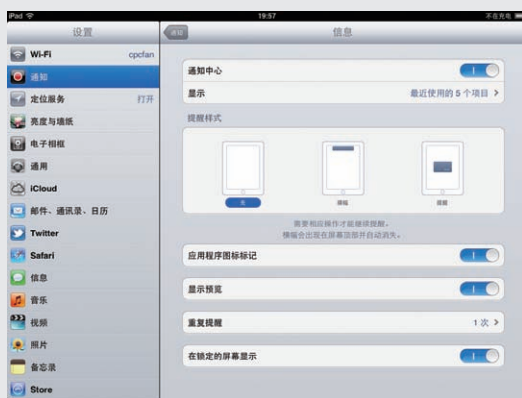 iPad
19:57
不在充电
设置
通知
信息
Wi-Fi
cpcfan
通知
定位服务
打开
亮度与墙纸
电子相框
通用
iCloud
邮件、通讯录、日历
Twitter
Safari
信息
音乐
视频
照片
备忘录
Store
通知中心
显示
最近使用的 5 个项目
提醒样式
无
横幅
提醒
需要相应操作才能继续提醒。
横幅会出现在屏幕顶部并自动消失。
应用程序图标标记
显示预览
重复提醒
1 次
在锁定的屏幕显示